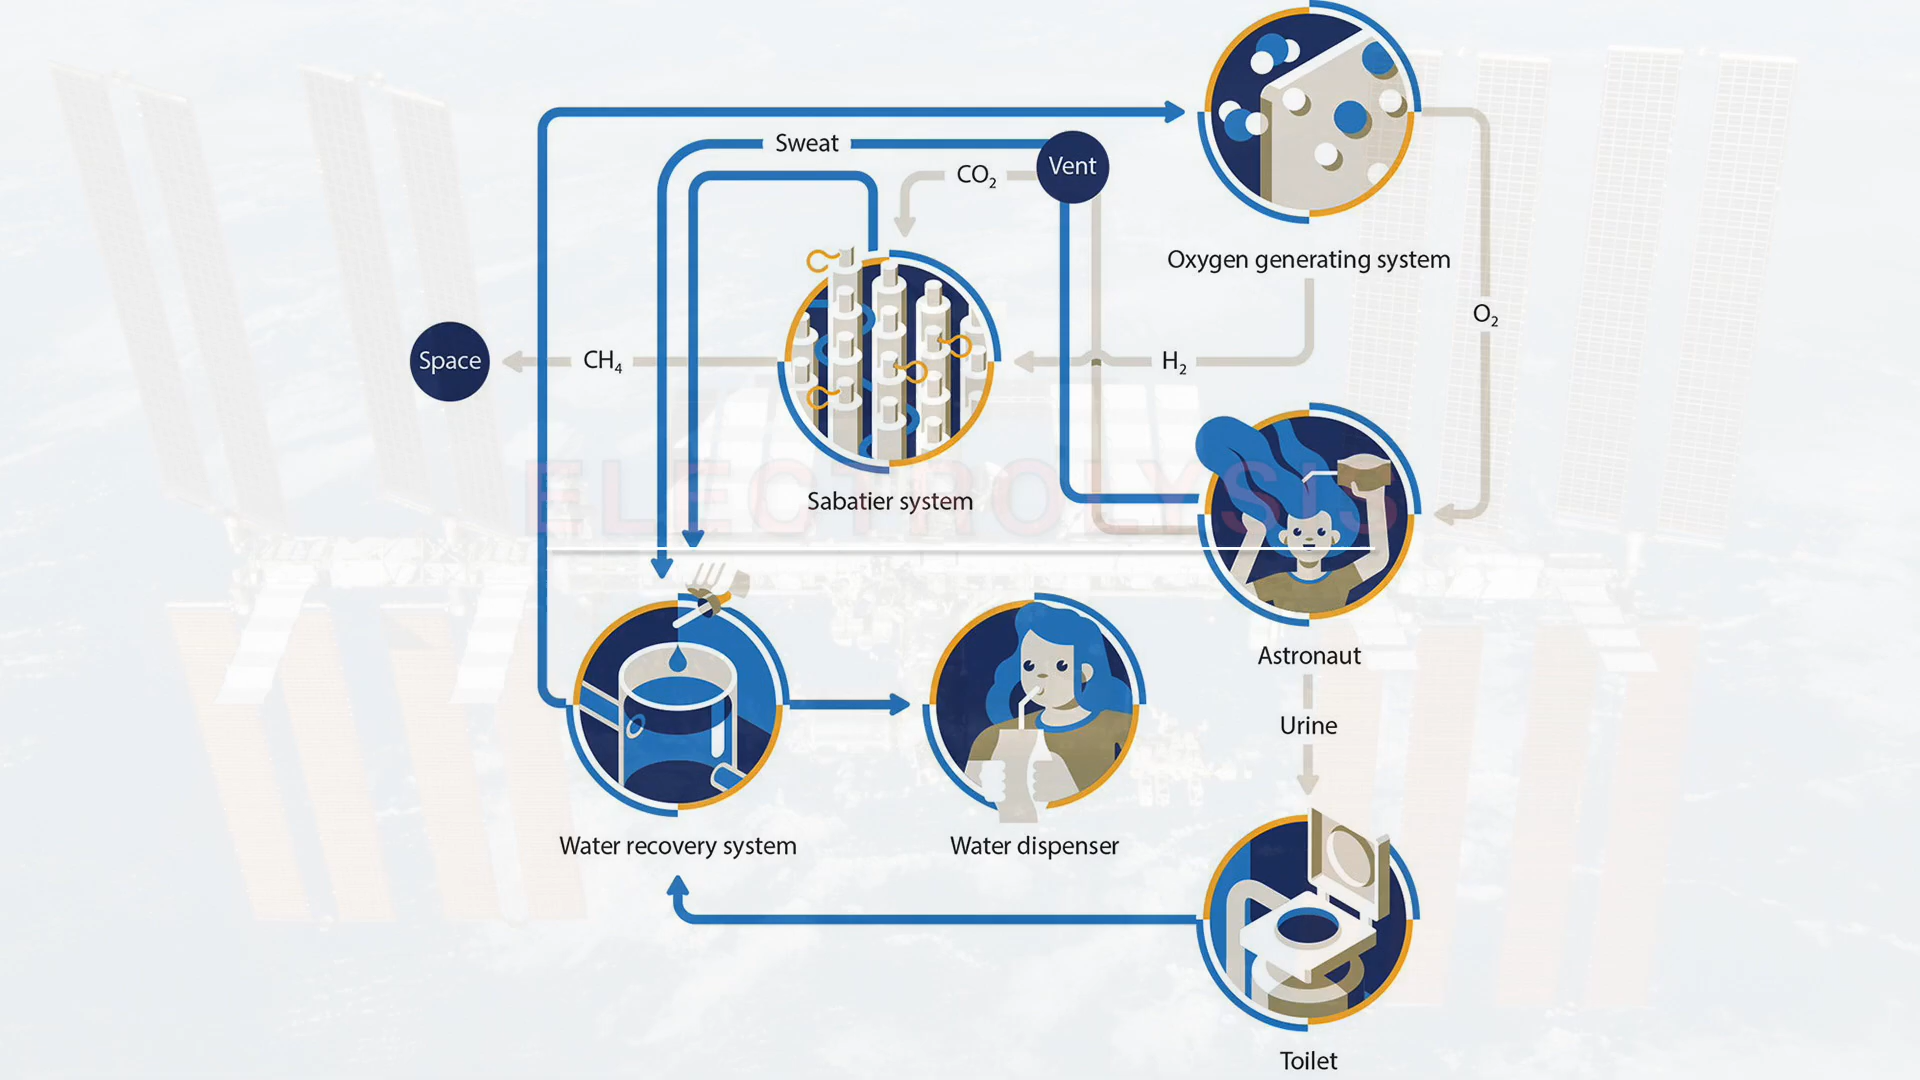 Sweat
Vent
CO₂
Oxygen generating system
O₂
Space
CH₄
H₂
ELECTROLYSIS
Sabatier system
Astronaut
Urine
Water recovery system
Water dispenser
Toilet